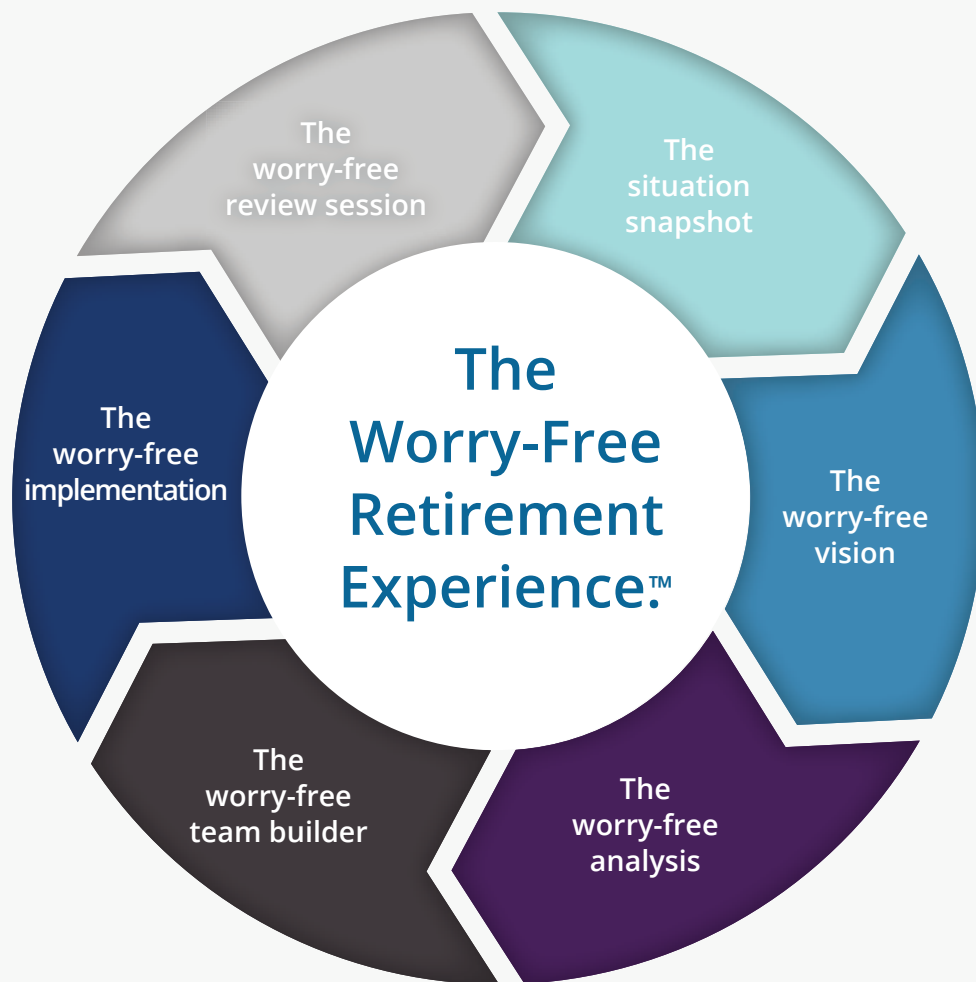 The
Worry-Free
Retirement
Experience.™
The
situation
snapshot
The
worry-free
vision
The
worry-free
analysis
The
worry-free
team builder
The
worry-free
implementation
The
worry-free
review session